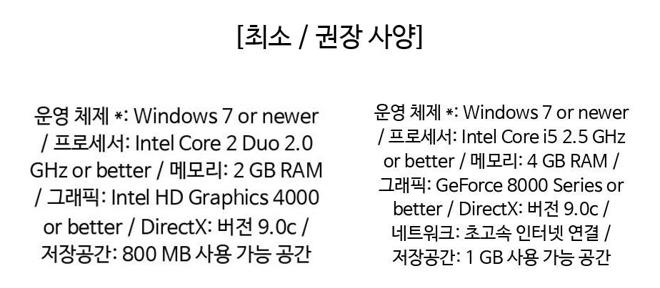 [최소 / 권장 사양]
운영 체제 *: Windows 7 or newer
/ 프로세서: Intel Core 2 Duo 2.0
GHz or better / 메모리: 2 GB RAM
/ 그래픽: Intel HD Graphics 4000
or better / DirectX: 버전 9.0c /
저장공간: 800 MB 사용 가능 공간
운영 체제 *: Windows 7 or newer
/ 프로세서: Intel Core i5 2.5 GHz
or better / 메모리: 4 GB RAM /
그래픽: GeForce 8000 Series or
better / DirectX: 버전 9.0c /
네트워크: 초고속 인터넷 연결 /
저장공간: 1 GB 사용 가능 공간